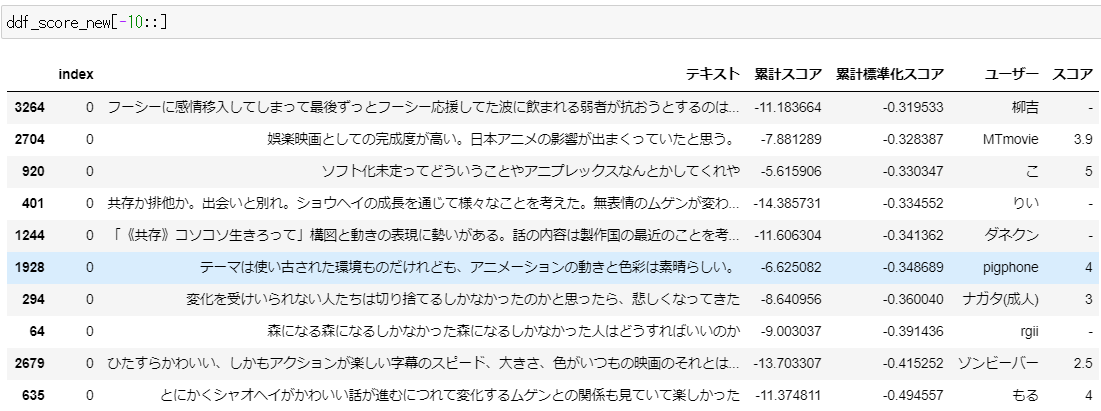 ddf_score_new[-10::]
index テキスト 累計スコア 累計標準化スコア ユーザー スコア
3264 0 フーシーに感情移入してしまって最後ずっとフーシー応援してた波に飲まれる弱者が抗おうとするのは... -11.183664 -0.319533 柳吉 -
2704 0 娯楽映画としての完成度が高い。日本アニメの影響が出まくっていたと思う。 -7.881289 -0.328387 MTmovie 3.9
920 0 ソフト化未定ってどういうことやアニプレックスなんとかしてくれや -5.615906 -0.330347 こ 5
401 0 共存か排他か。出会いと別れ。ショウヘイの成長を通じて様々なことを考えた。無表情のムゲンが変わ... -14.385731 -0.334552 りい -
1244 0 「《共存》コソコソ生きろって」構図と動きの表現に勢いがある。話の内容は製作国の最近のことを考... -11.606304 -0.341362 ダネクン -
1928 0 テーマは使い古された環境ものだけれども、アニメーションの動きと色彩は素晴らしい。 -6.625082 -0.348689 pigphone 4
294 0 変化を受けいられない人たちは切り捨てるしかなかったのかと思ったら、悲しくなってきた -8.640956 -0.360040 ナガタ(成人) 3
64 0 森になる森になるしかなかった森になるしかなかった人はどうすればいいのか -9.003037 -0.391436 rgii -
2679 0 ひたすらかわいい、しかもアクションが楽しい字幕のスピード、大きさ、色がいつもの映画のそれとは... -13.703307 -0.415252 ゾンビーバー 2.5
635 0 とにかくシャオヘイがかわいい話が進むにつれて変化するムゲンとの関係も見ていて楽しかった -11.374811 -0.494557 もる 4